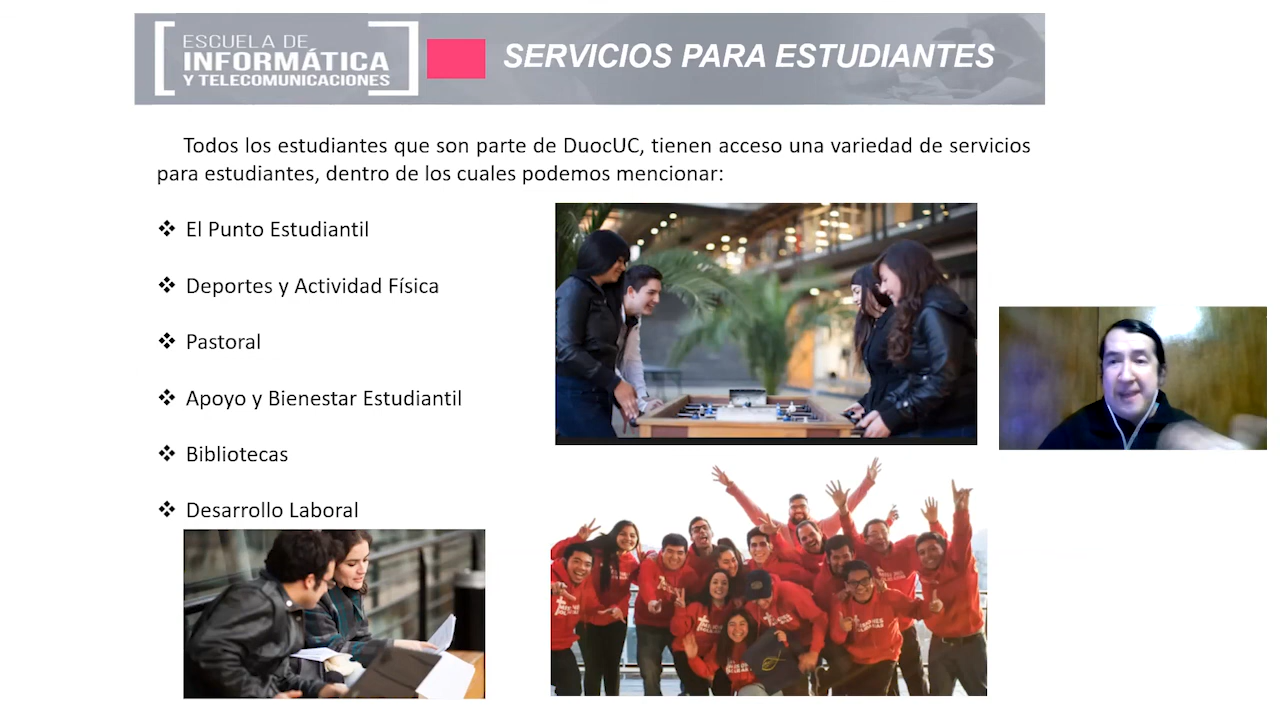 ESCUELA DE
INFORMÁTICA
Y TELECOMUNICACIONES
SERVICIOS PARA ESTUDIANTES
Todos los estudiantes que son parte de DuocUC, tienen acceso una variedad de servicios
para estudiantes, dentro de los cuales podemos mencionar:
❖ El Punto Estudiantil
❖ Deportes y Actividad Física
❖ Pastoral
❖ Apoyo y Bienestar Estudiantil
❖ Bibliotecas
❖ Desarrollo Laboral